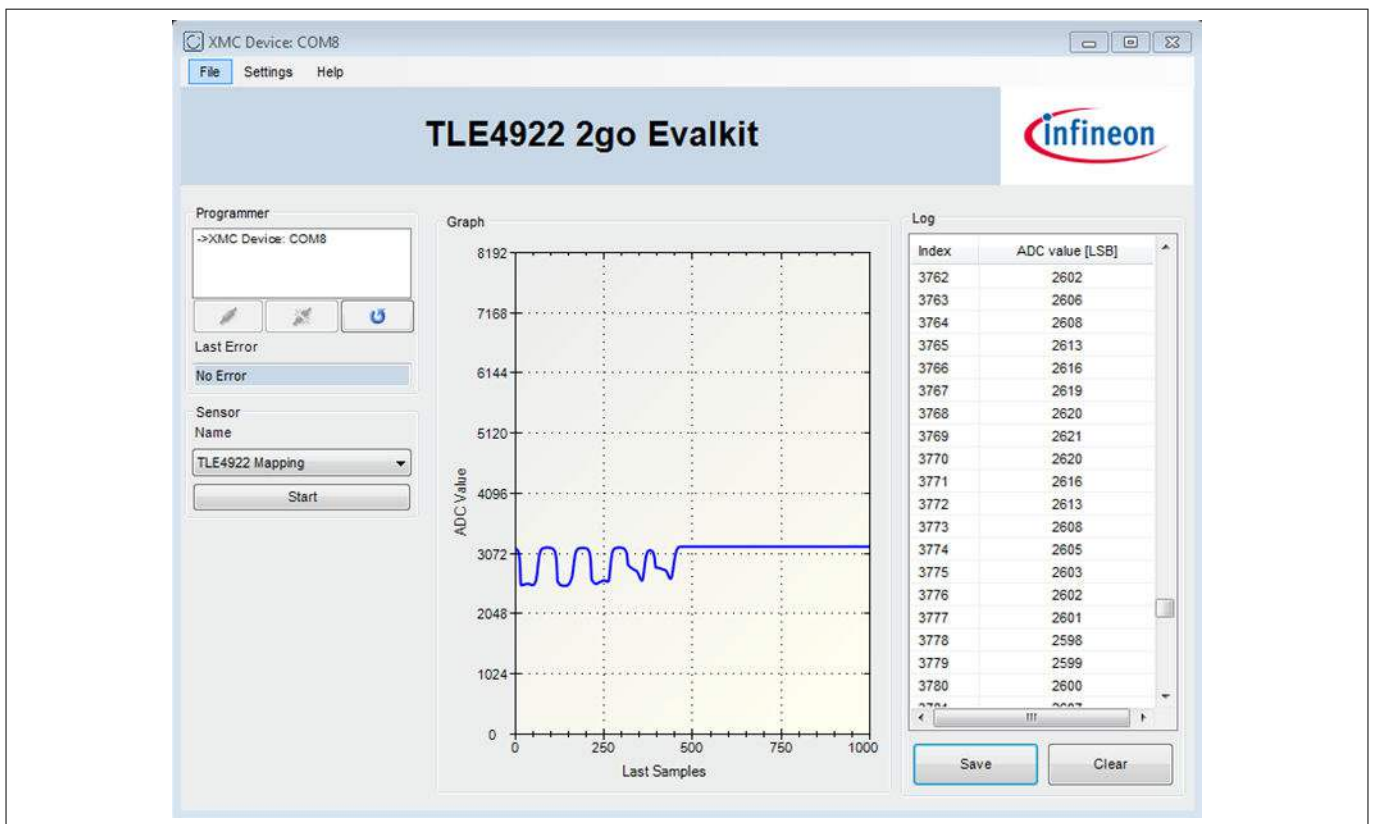 XMC Device: COM8
File Settings Help
TLE4922 2go Evalkit
infineon
Programmer
->XMC Device: COM8
Last Error
No Error
Sensor
Name
TLE4922 Mapping
Start
Graph
8192
7168
6144
5120
4096
3072
2048
1024
0
ADC Value
0 250 500 750 1000
Last Samples
Log
Index ADC value [LSB]
3762 2602
3763 2606
3764 2608
3765 2613
3766 2616
3767 2619
3768 2620
3769 2621
3770 2620
3771 2616
3772 2613
3773 2608
3774 2605
3775 2603
3776 2602
3777 2601
3778 2598
3779 2599
3780 2600
Save Clear